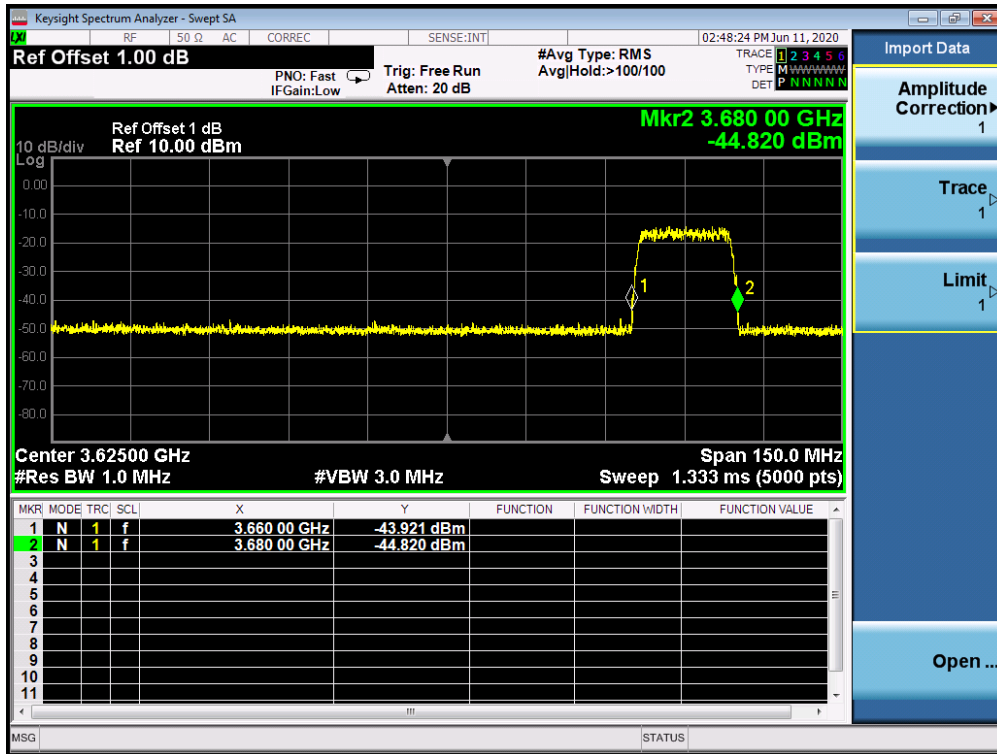 Keysight Spectrum Analyzer - Swept SA
LXI RF 50 Ω AC CORREC SENSE:INT 02:48:24 PM Jun 11, 2020
Ref Offset 1.00 dB
PNO: Fast
IFGain:Low
Trig: Free Run
Atten: 20 dB
#Avg Type: RMS
Avg|Hold:>100/100
TRACE 1 2 3 4 5 6
TYPE M WWWWW
DET P N N N N N
Import Data
Amplitude
Correction
1
Trace
1
Limit
1
Open ...
Mkr2 3.680 00 GHz
-44.820 dBm
Ref Offset 1 dB
10 dB/div Ref 10.00 dBm
Log
0.00
-10.0
-20.0
-30.0
-40.0
-50.0
-60.0
-70.0
-80.0
1
2
Center 3.62500 GHz Span 150.0 MHz
#Res BW 1.0 MHz #VBW 3.0 MHz Sweep 1.333 ms (5000 pts)
MKR MODE TRC SCL X Y FUNCTION FUNCTION WIDTH FUNCTION VALUE
1 N 1 f 3.660 00 GHz -43.921 dBm
2 N 1 f 3.680 00 GHz -44.820 dBm
3
4
5
6
7
8
9
10
11
MSG STATUS